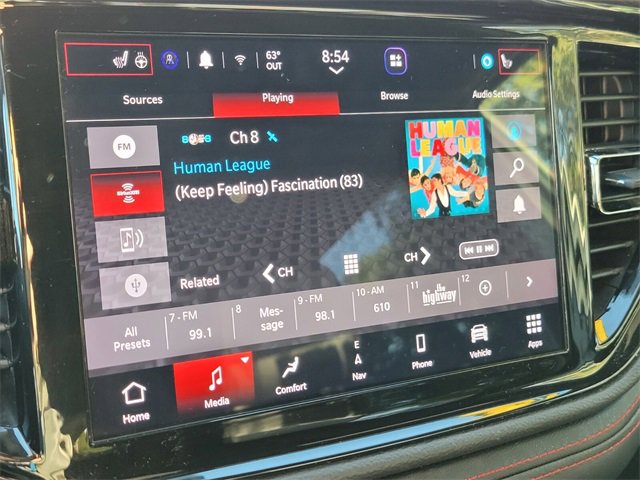 63°
OUT
8:54
Sources
Playing
Browse
Audio Settings
FM
Ch 8
HUMAN
LEAGUE
Human League
(Keep Feeling) Fascination (83)
SiriusXM
Related
CH
CH
All
Presets
7 - FM
99.1
8
Mes-
sage
9 - FM
98.1
10 - AM
610
11
the
highway
12
Home
Media
Comfort
E
Nav
Phone
Vehicle
Apps